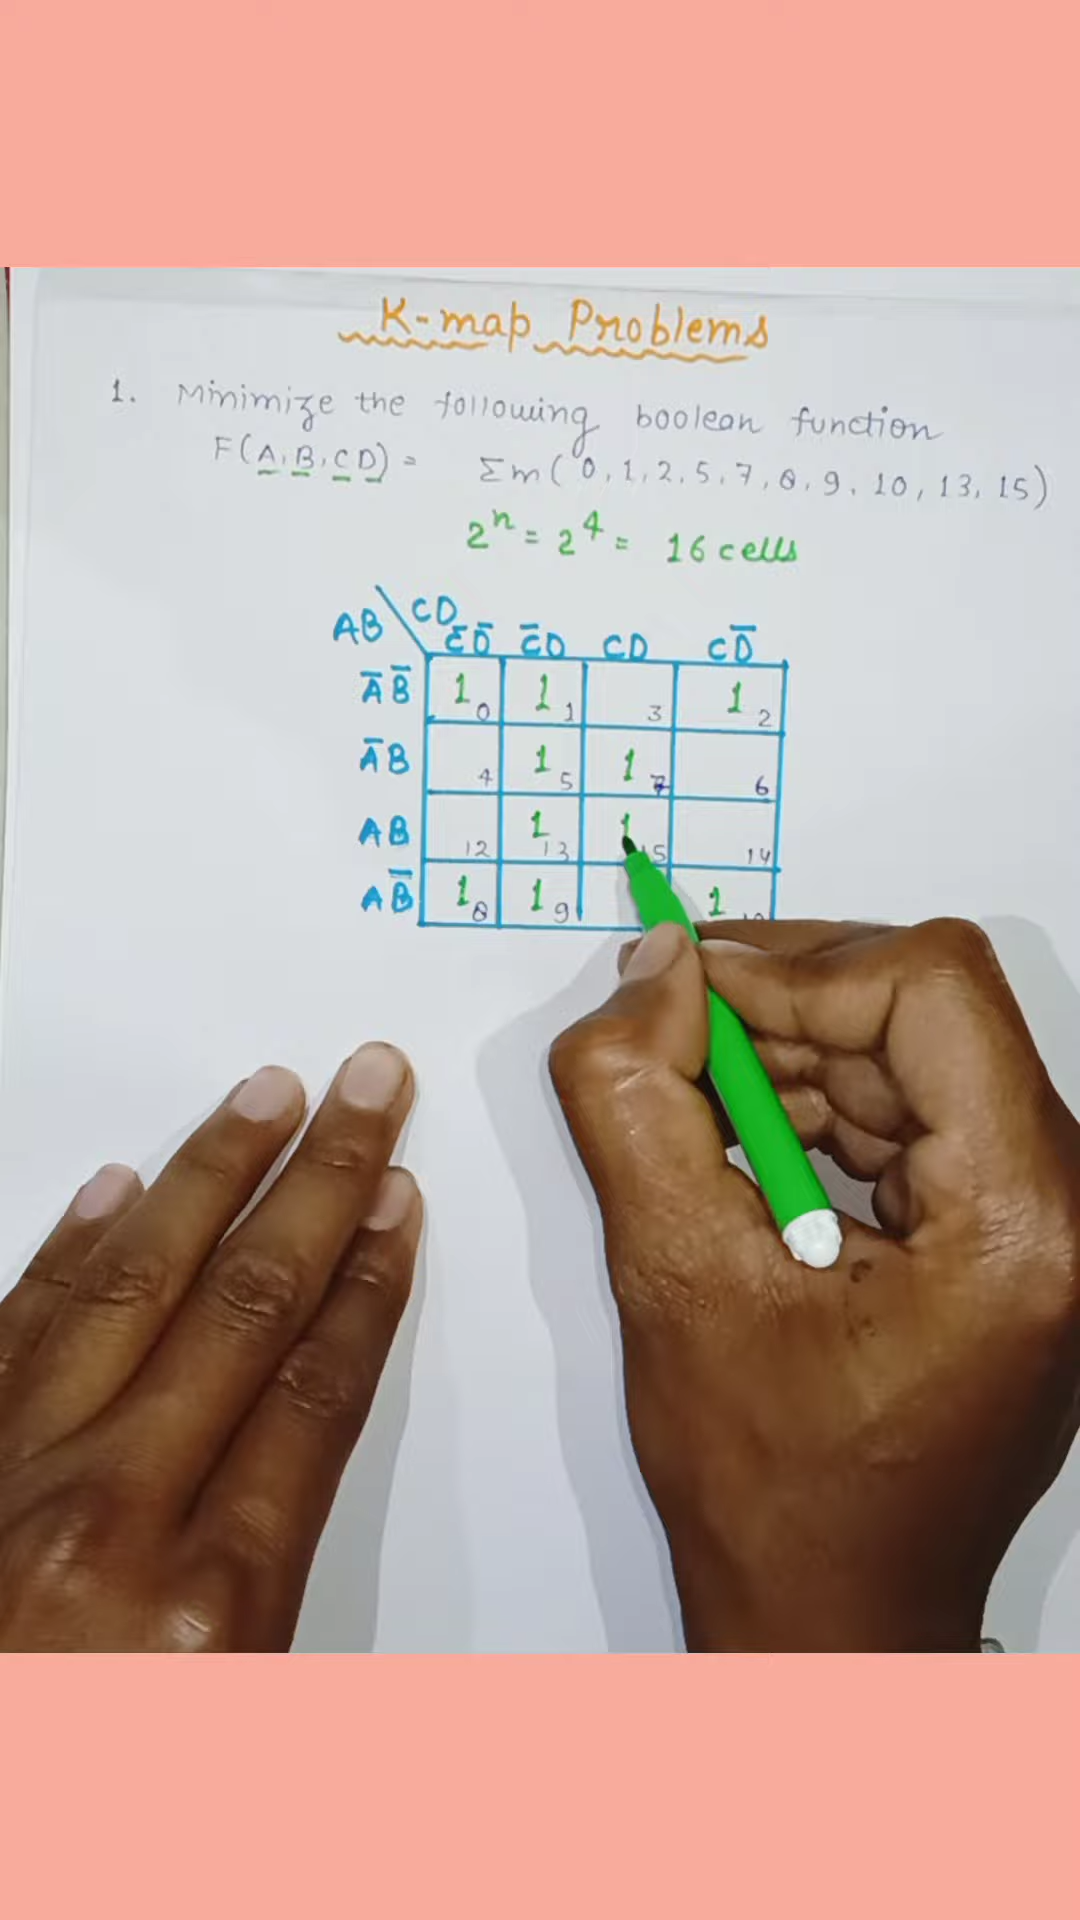 K-map Problems
1. Minimize the following boolean function
F(A,B,CD) = Σm(0,1,2,5,7,8,9,10,13,15)
2ⁿ = 2⁴ = 16 cells
AB \ CD
C̅D̅ C̅D CD CD̅
A̅B̅ 1 0 1 1 3 1 2
A̅B 4 1 5 1 7 6
AB 12 1 13 1 15 14
AB̅ 1 8 1 9 1